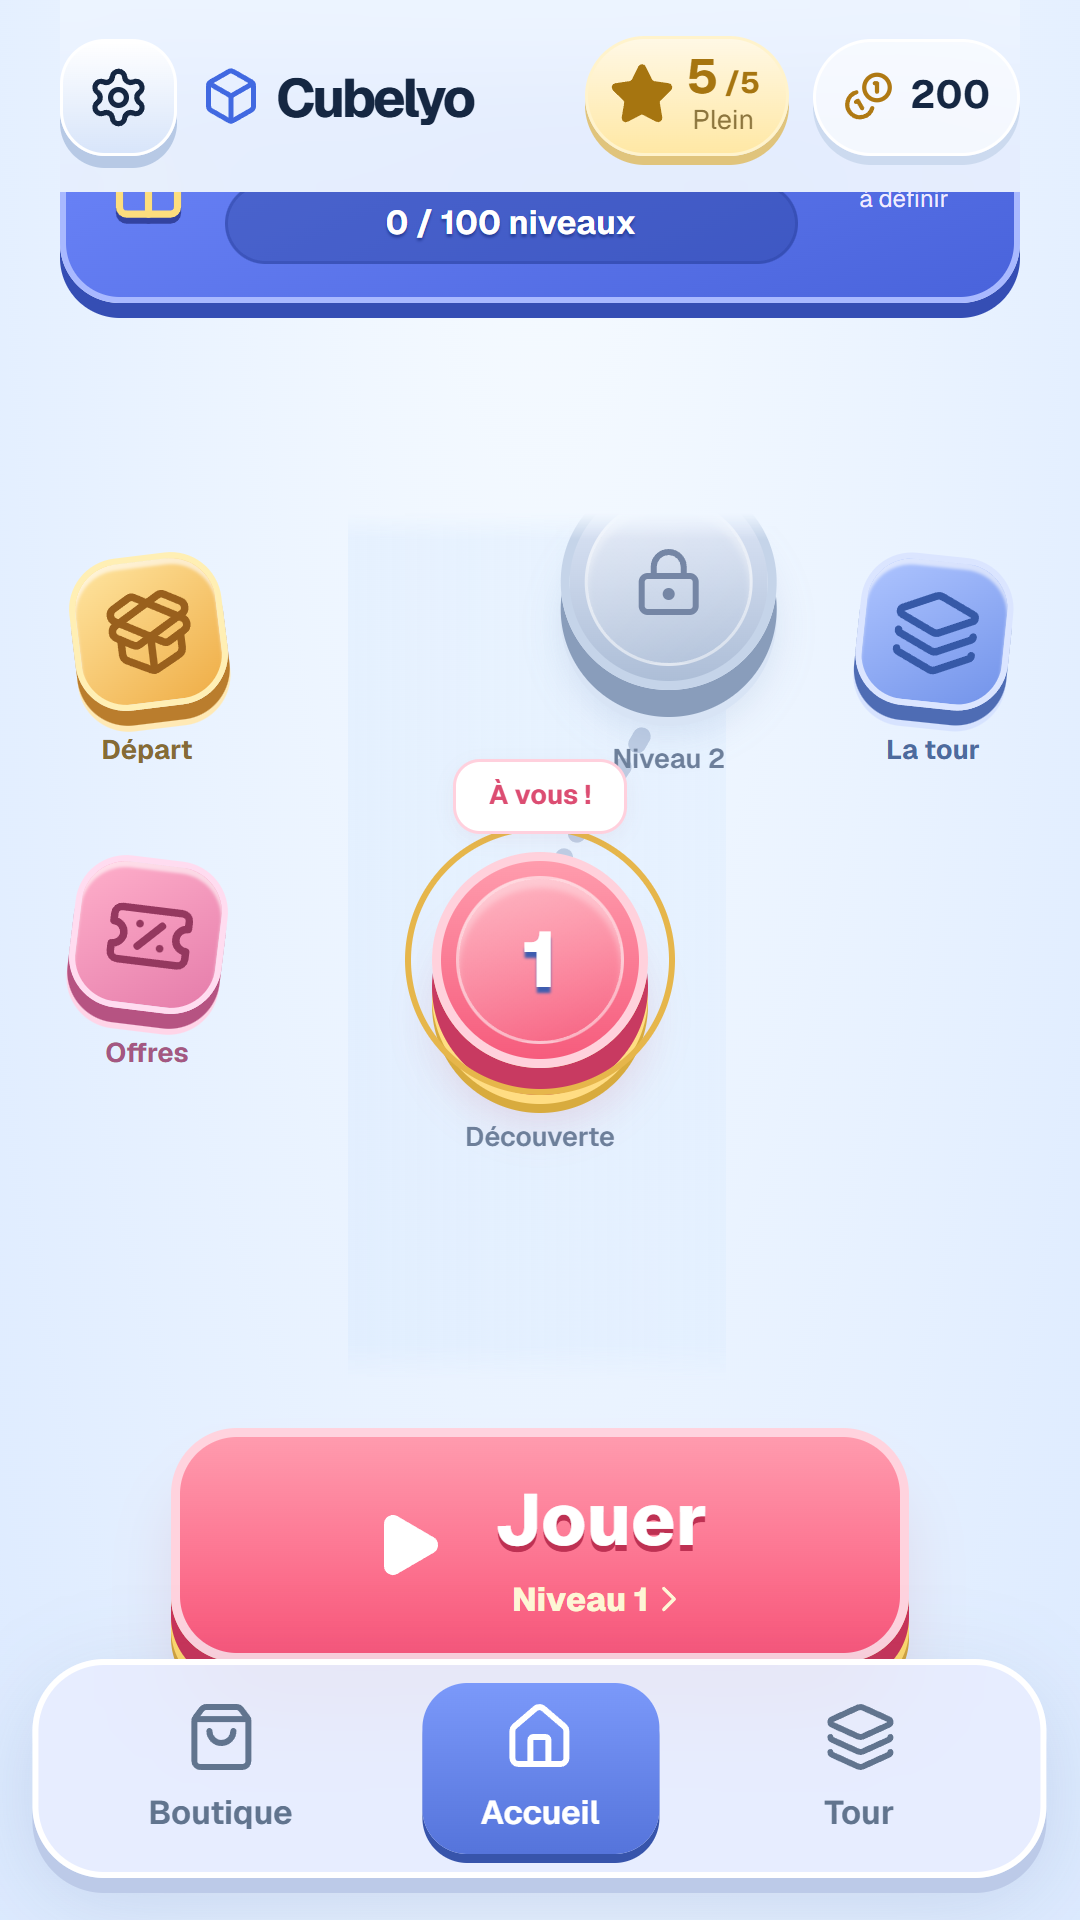 Cubelyo
5 /5
Plein
200
0 / 100 niveaux
à définir
Niveau 2
Départ
La tour
À vous !
1
Offres
Découverte
Jouer
Niveau 1
Boutique
Accueil
Tour